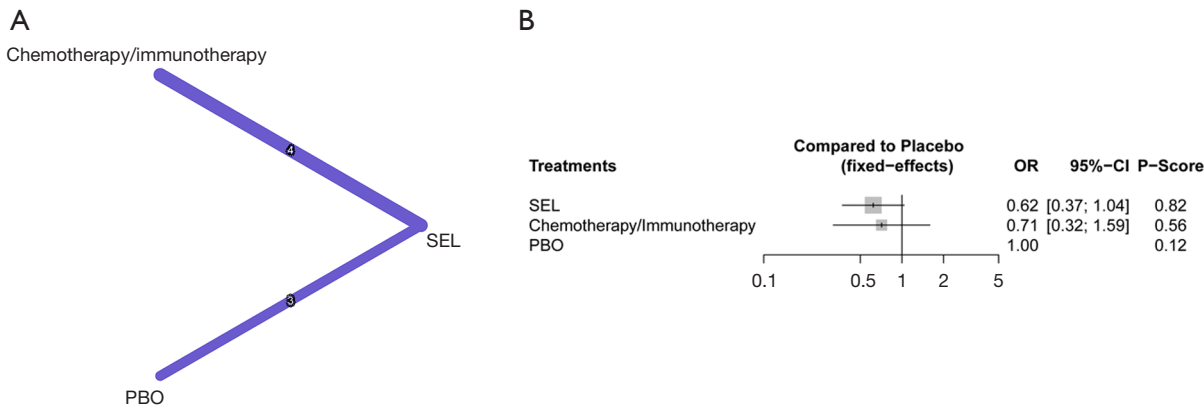 A
Chemotherapy/immunotherapy
4
SEL
3
PBO
B
Compared to Placebo
Treatments (fixed−effects) OR 95%−CI P−Score
SEL 0.62 [0.37; 1.04] 0.82
Chemotherapy/Immunotherapy 0.71 [0.32; 1.59] 0.56
PBO 1.00 0.12
0.1 0.5 1 2 5